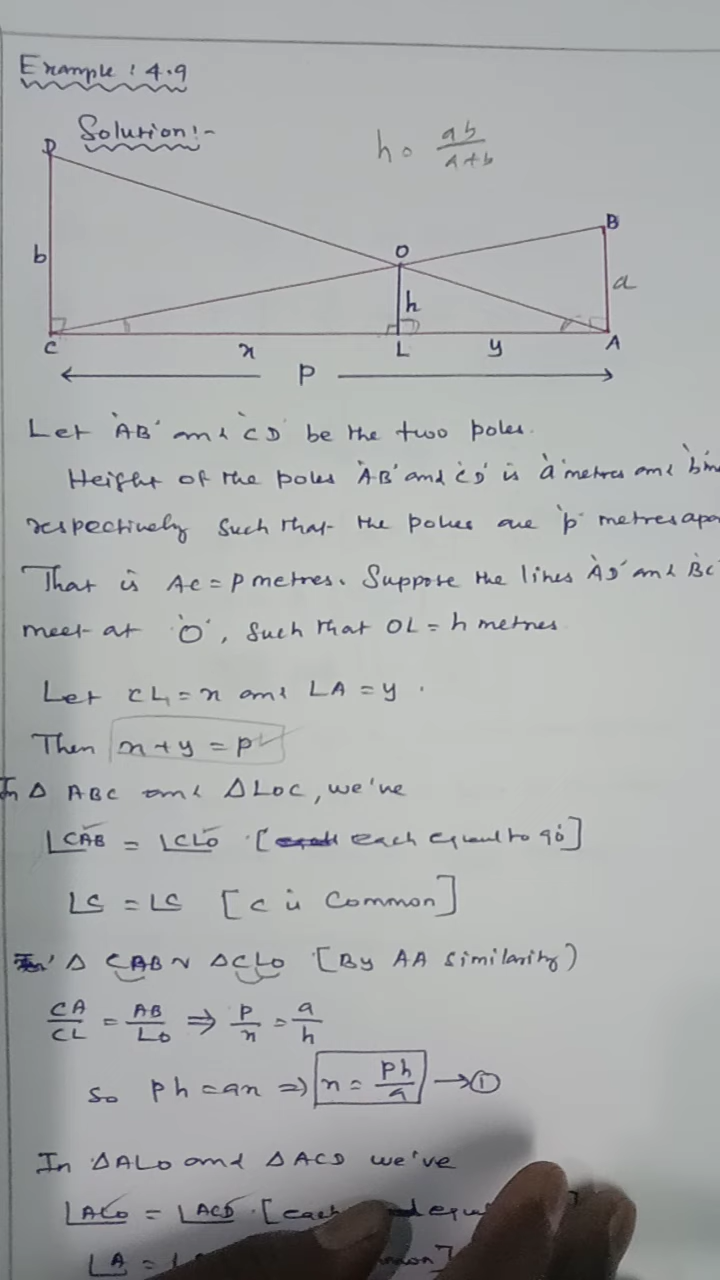 Example : 4.9
Solution:-
h = ab/a+b
D
B
b
O
a
h
C
x
L
y
A
P
Let 'AB' and 'CD' be the two poles.
Height of the poles 'AB' and 'CD' is 'a' metres and
respectively such that the poles are 'p' metres
That is AC = P metres. Suppose the lines 'AD' and 'BC'
meet at 'O', such that OL = h metres
Let CL = x and LA = y.
Then x + y = P
In Δ ABC and Δ LOC, we've
∠CAB = ∠CLO [each equal to 90]
∠C = ∠C [C is Common]
Δ CAB ~ Δ CLO [By AA similarity)
CA/CL = AB/LO ⇒ P/x = a/h
So Ph = ax ⇒ x = Ph/a → ①
In Δ ALO and Δ ACD we've
= ∠ACD [each
∠A =